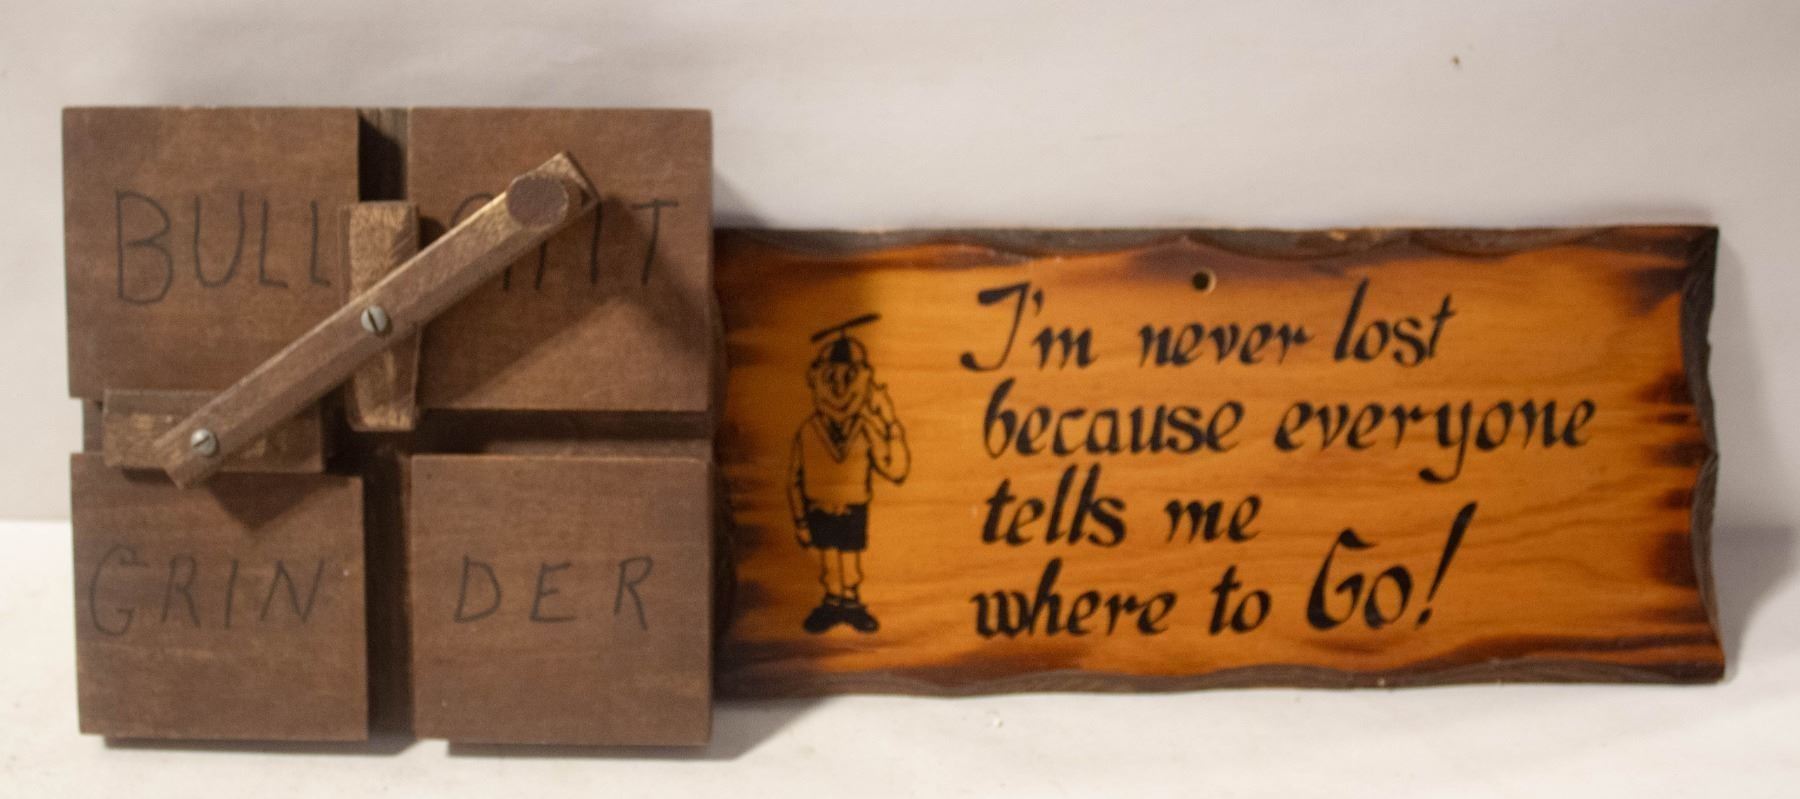 BULL
GRIN DER
I'm never lost
because everyone
tells me
where to Go!